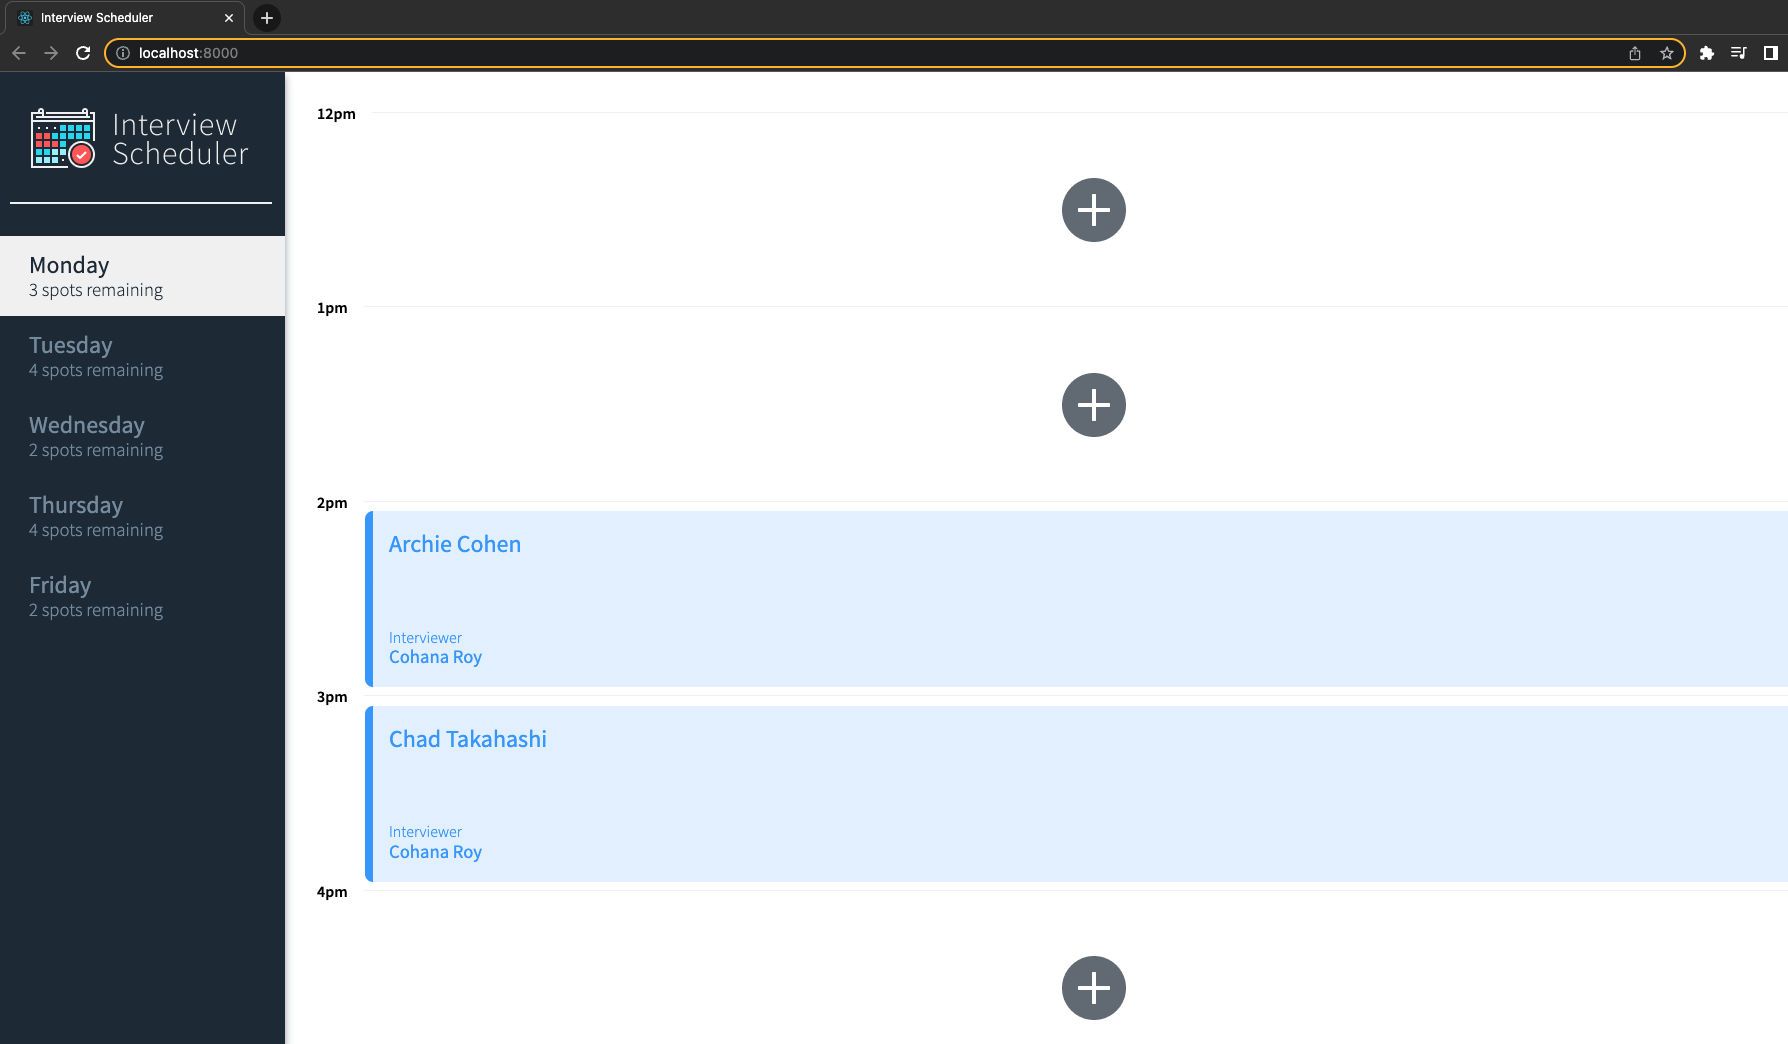 Interview Scheduler
localhost:8000
Interview
Scheduler
Monday
3 spots remaining
Tuesday
4 spots remaining
Wednesday
2 spots remaining
Thursday
4 spots remaining
Friday
2 spots remaining
12pm
1pm
2pm
Archie Cohen
Interviewer
Cohana Roy
3pm
Chad Takahashi
Interviewer
Cohana Roy
4pm